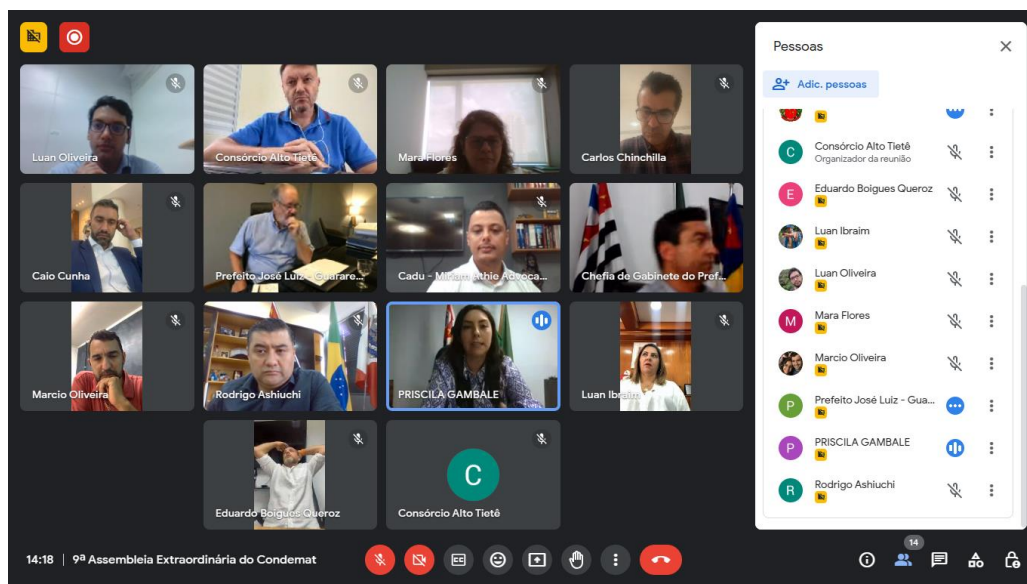 Pessoas
Adic. pessoas
Luan Oliveira
Consórcio Alto Tietê
Mara Flores
Carlos Chinchilla
Caio Cunha
Prefeito José Luiz - Guarare...
Cadu - Miriam Athie Advoca...
Chefia de Gabinete do Pref...
Marcio Oliveira
Rodrigo Ashiuchi
PRISCILA GAMBALE
Luan Ibraim
Eduardo Boigues Queroz
C
Consórcio Alto Tietê
C
Consórcio Alto Tietê
Organizador da reunião
E
Eduardo Boigues Queroz
Luan Ibraim
Luan Oliveira
M
Mara Flores
Marcio Oliveira
P
Prefeito José Luiz - Gua...
P
PRISCILA GAMBALE
R
Rodrigo Ashiuchi
14:18 | 9ª Assembleia Extraordinária do Condemat
CC
14